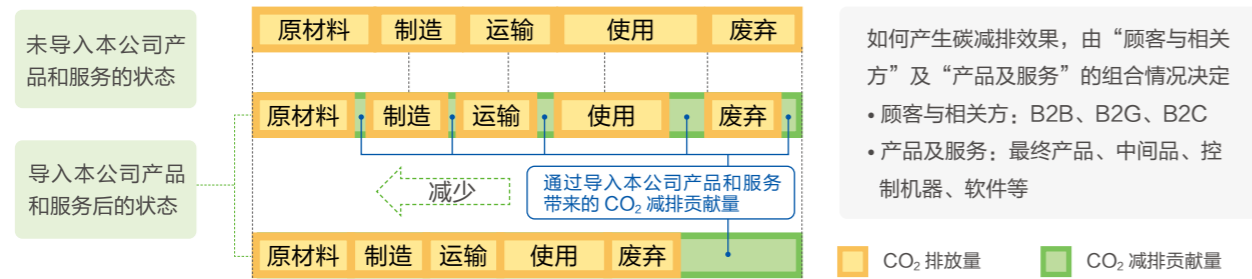 未导入本公司产
品和服务的状态
原材料 制造 运输 使用 废弃
导入本公司产品
和服务后的状态
原材料 制造 运输 使用 废弃
减少
通过导入本公司产品和服务
带来的 CO₂ 减排贡献量
原材料 制造 运输 使用 废弃
如何产生碳减排效果，由“顾客与相关
方”及“产品及服务”的组合情况决定
• 顾客与相关方：B2B、B2G、B2C
• 产品及服务：最终产品、中间品、控
制机器、软件等
CO₂ 排放量
CO₂ 减排贡献量